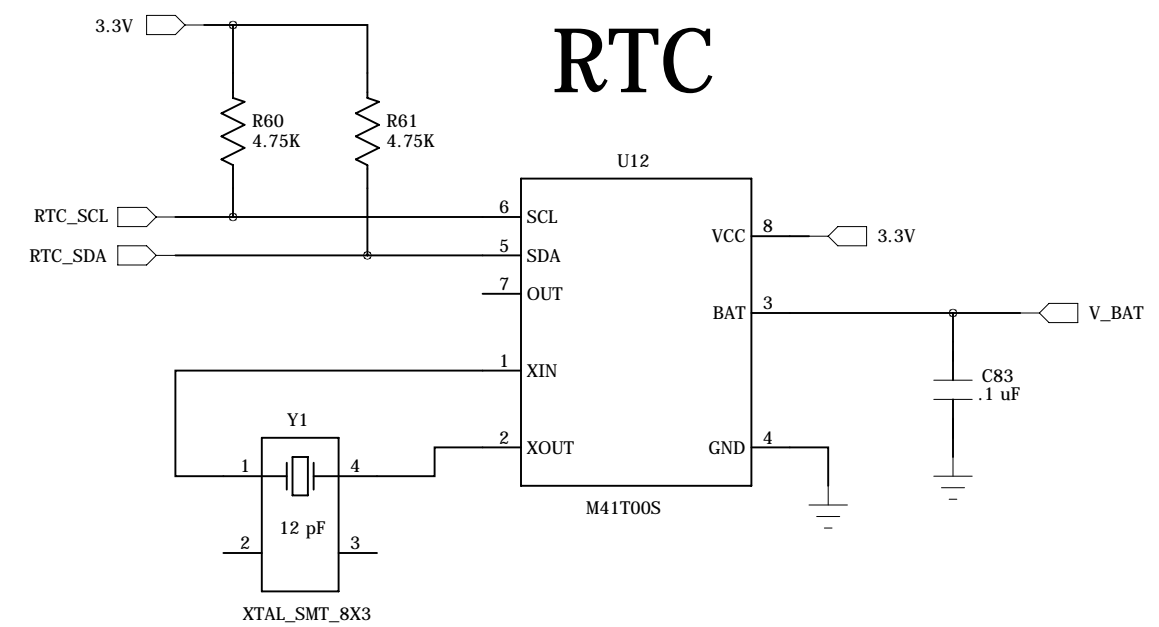 RTC
3.3V
R60
4.75K
R61
4.75K
U12
RTC_SCL
6
SCL
RTC_SDA
5
SDA
7
OUT
VCC
8
3.3V
BAT
3
V_BAT
1
XIN
C83
.1 uF
2
XOUT
GND
4
M41T00S
Y1
1
4
12 pF
2
3
XTAL_SMT_8X3